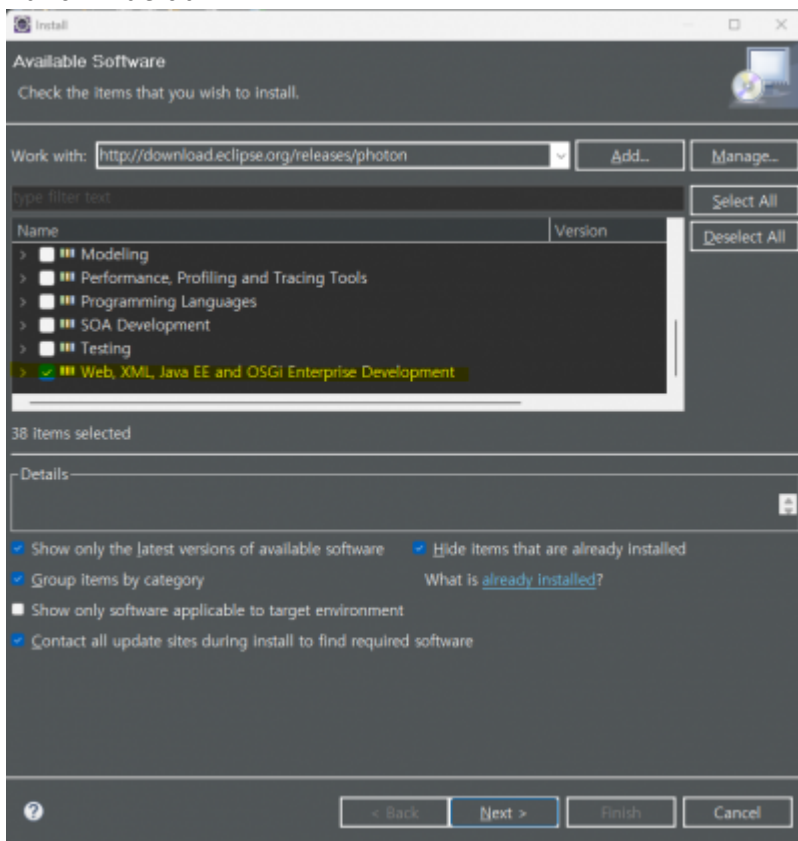 Install
Available Software
Check the items that you wish to install.
Work with: http://download.eclipse.org/releases/photon Add... Manage...
type filter text Select All
Name Version Deselect All
Modeling
Performance, Profiling and Tracing Tools
Programming Languages
SOA Development
Testing
Web, XML, Java EE and OSGi Enterprise Development
38 items selected
Details
Show only the latest versions of available software Hide items that are already installed
Group items by category What is already installed?
Show only software applicable to target environment
Contact all update sites during install to find required software
? < Back Next > Finish Cancel